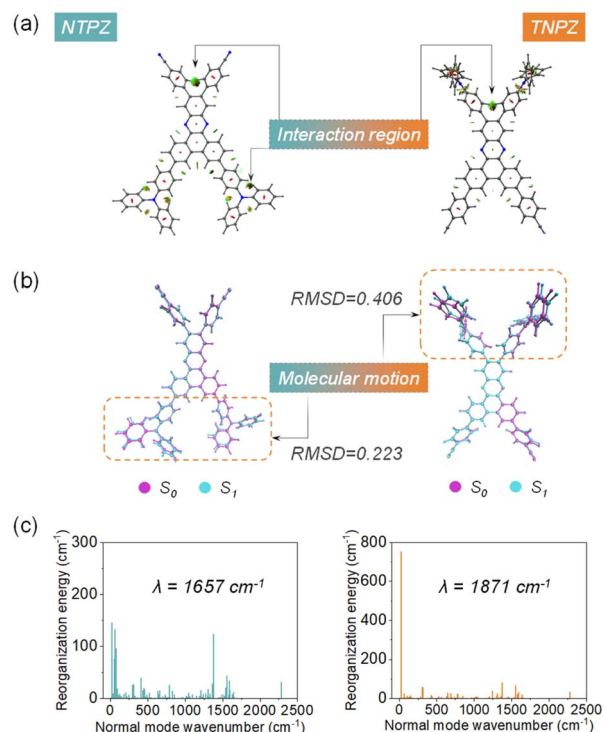 (a)
NTPZ
TNPZ
Interaction region
(b)
RMSD=0.406
Molecular motion
RMSD=0.223
S0 S1
S0 S1
(c)
Reorganization energy (cm-1)
300
150
0
λ = 1657 cm-1
0 500 1000 1500 2000 2500
Normal mode wavenumber (cm-1)
Reorganization energy (cm-1)
800
600
400
200
0
λ = 1871 cm-1
0 500 1000 1500 2000 2500
Normal mode wavenumber (cm-1)